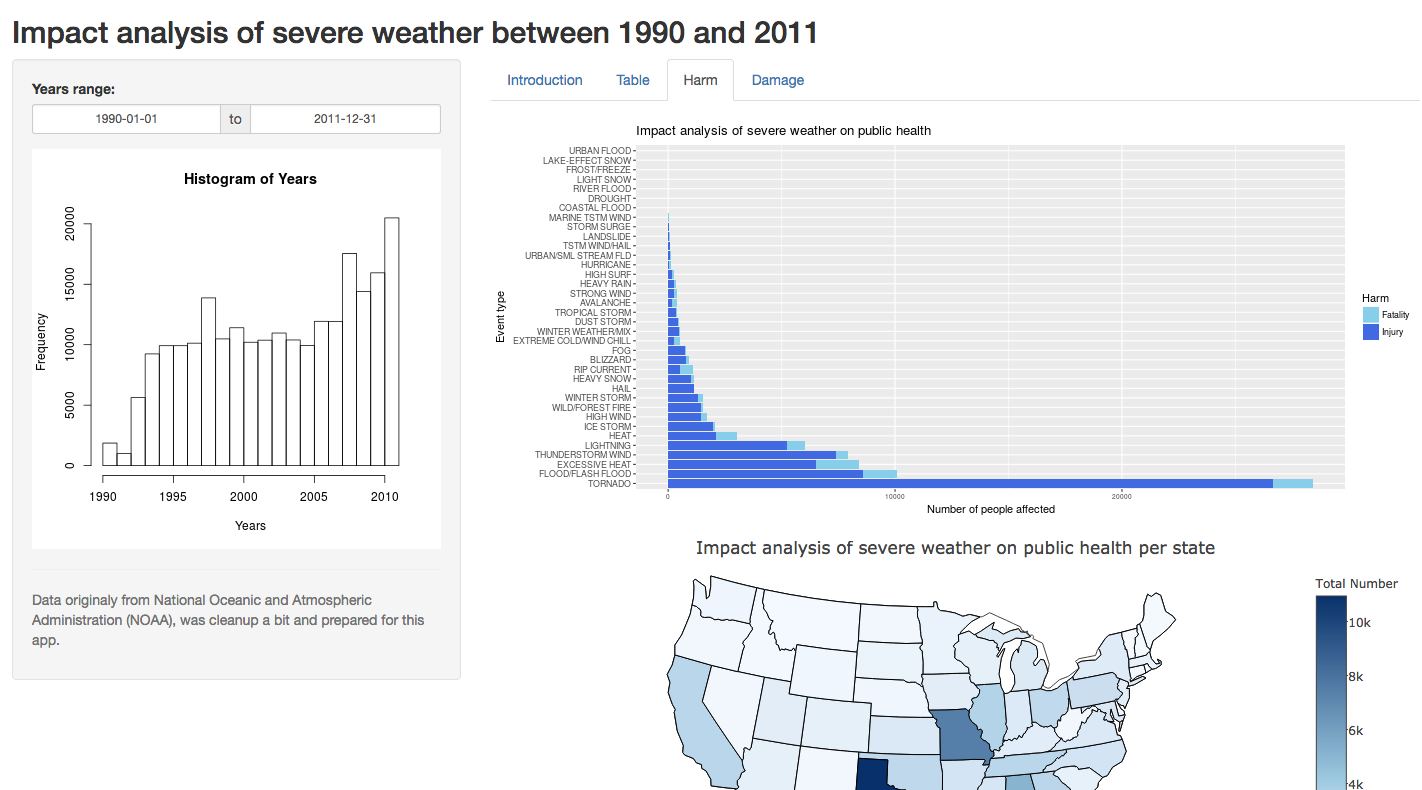 Impact analysis of severe weather between 1990 and 2011
Years range:
1990-01-01 to 2011-12-31
Histogram of Years
Frequency
20000
15000
10000
5000
0
1990 1995 2000 2005 2010
Years
Data originaly from National Oceanic and Atmospheric
Administration (NOAA), was cleanup a bit and prepared for this
app.
Introduction Table Harm Damage
Impact analysis of severe weather on public health
Event type
URBAN FLOOD
LAKE-EFFECT SNOW
FROST/FREEZE
LIGHT SNOW
RIVER FLOOD
DROUGHT
COASTAL FLOOD
MARINE TSTM WIND
STORM SURGE
LANDSLIDE
TSTM WIND/HAIL
URBAN/SML STREAM FLD
HURRICANE
HIGH SURF
HEAVY RAIN
STRONG WIND
AVALANCHE
TROPICAL STORM
DUST STORM
WINTER WEATHER/MIX
EXTREME COLD/WIND CHILL
FOG
BLIZZARD
RIP CURRENT
HEAVY SNOW
HAIL
WINTER STORM
WILD/FOREST FIRE
HIGH WIND
ICE STORM
HEAT
LIGHTNING
THUNDERSTORM WIND
EXCESSIVE HEAT
FLOOD/FLASH FLOOD
TORNADO
0 10000 20000
Number of people affected
Harm
Fatality
Injury
Impact analysis of severe weather on public health per state
Total Number
10k
8k
6k
4k